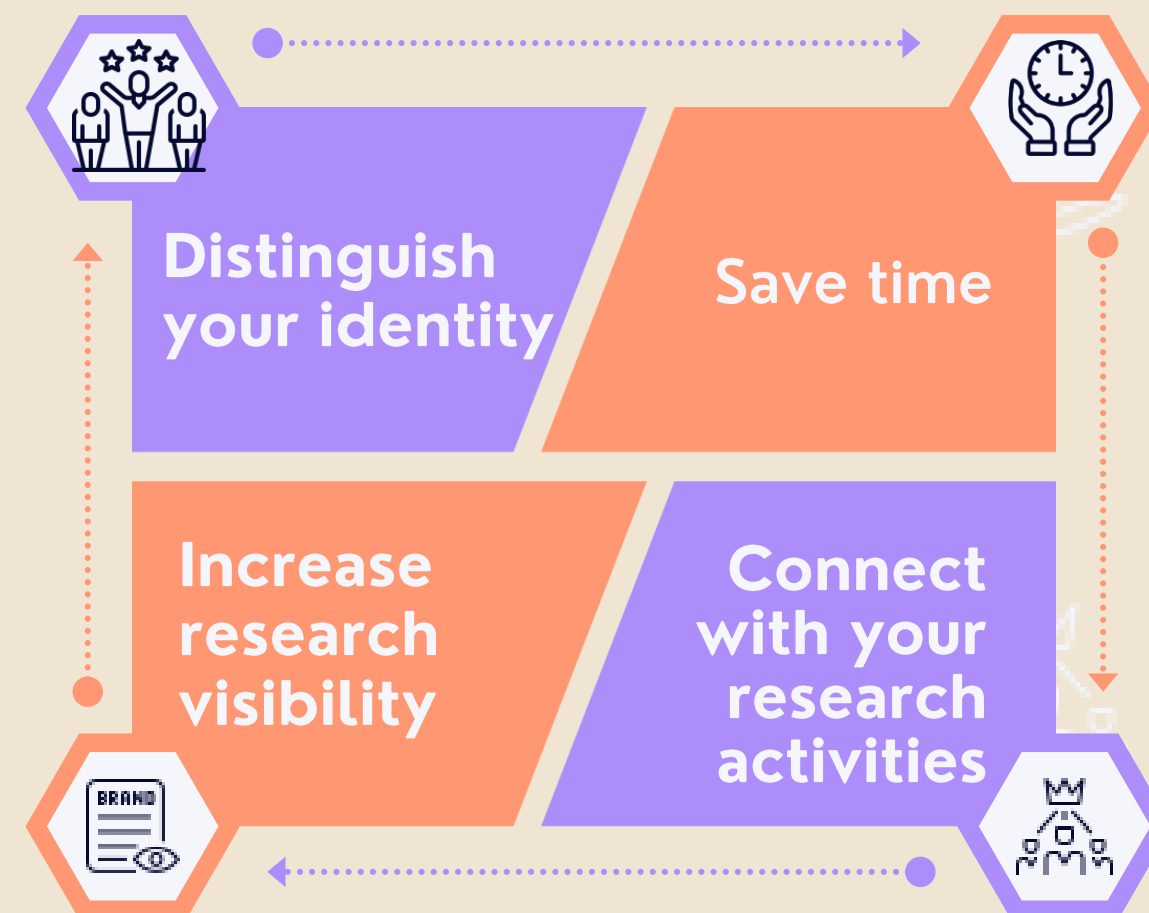 Distinguish
your identity
Save time
Increase
research
visibility
BRAND
Connect
with your
research
activities